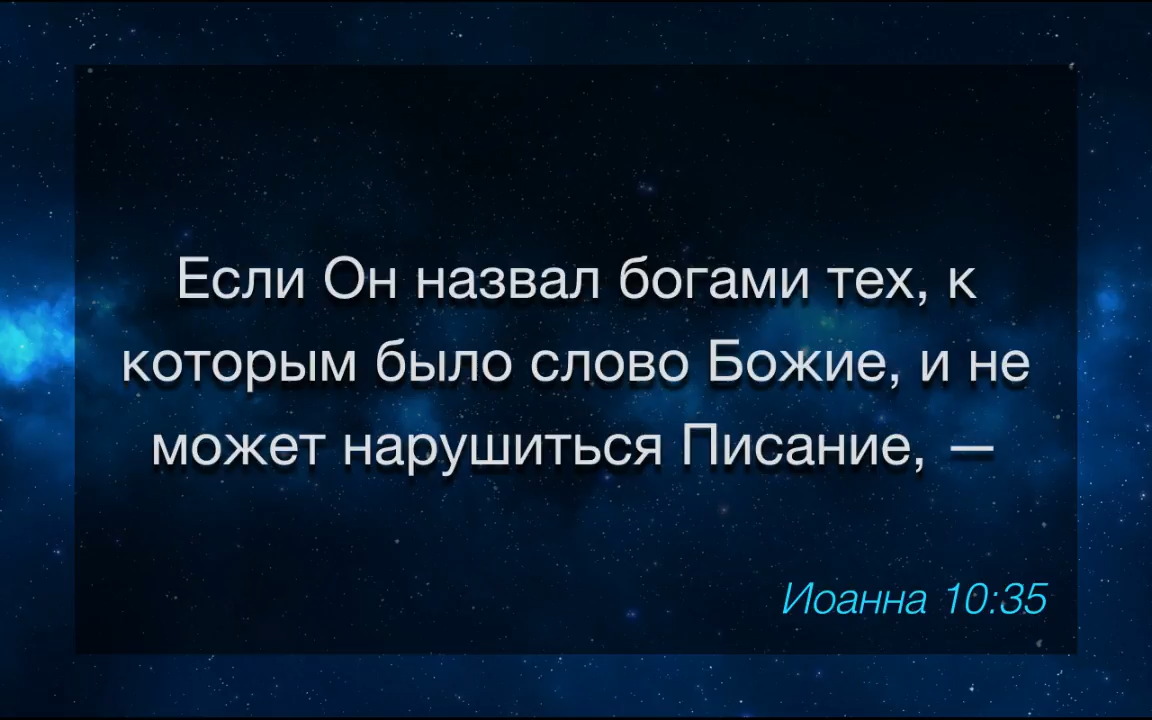 Если Он назвал богами тех, к
которым было слово Божие, и не
может нарушиться Писание, —
Иоанна 10:35